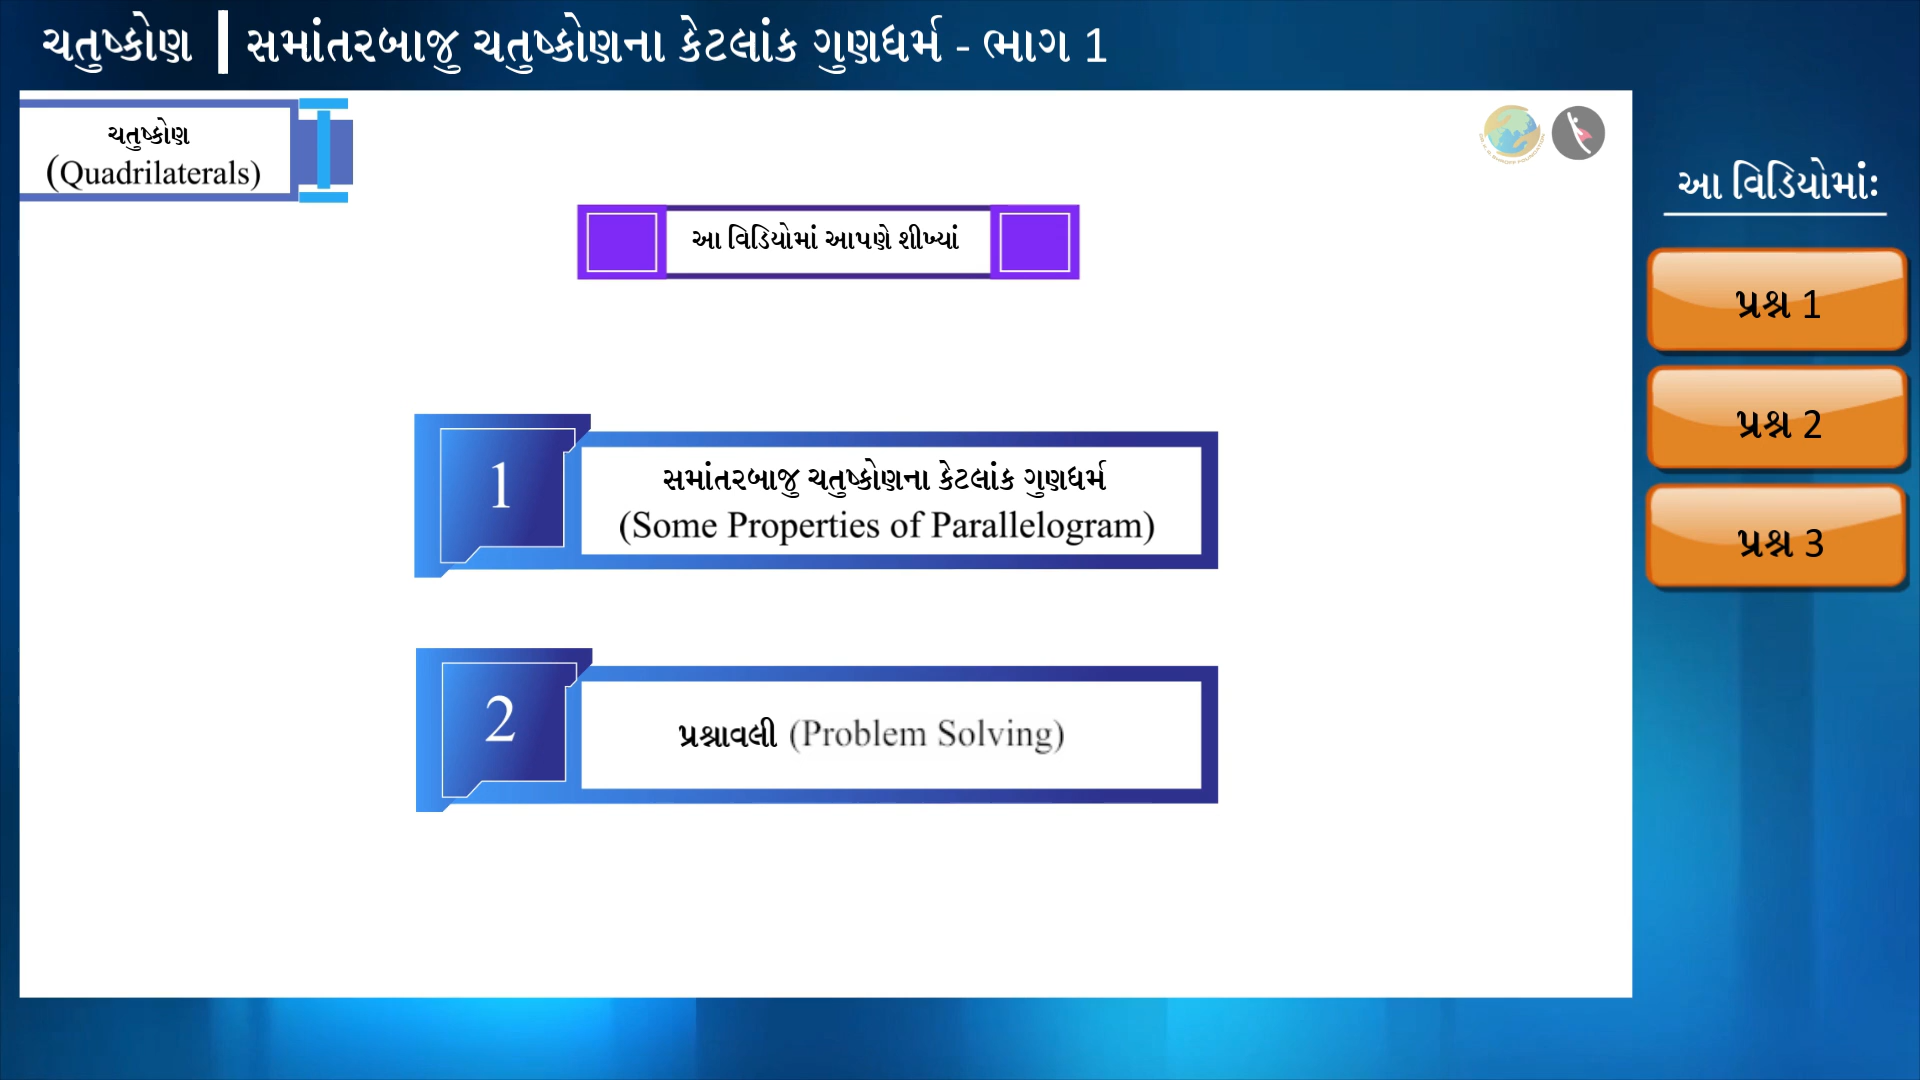 ચતુષ્કોણ | સમાંતરબાજુ ચતુષ્કોણના કેટલાંક ગુણધર્મ - ભાગ 1
ચતુષ્કોણ
(Quadrilaterals)
આ વિડિયોમાં આપણે શીખ્યાં
1
સમાંતરબાજુ ચતુષ્કોણના કેટલાંક ગુણધર્મ
(Some Properties of Parallelogram)
2
પ્રશ્નાવલી (Problem Solving)
આ વિડિયોમાં:
પ્રશ્ન 1
પ્રશ્ન 2
પ્રશ્ન 3